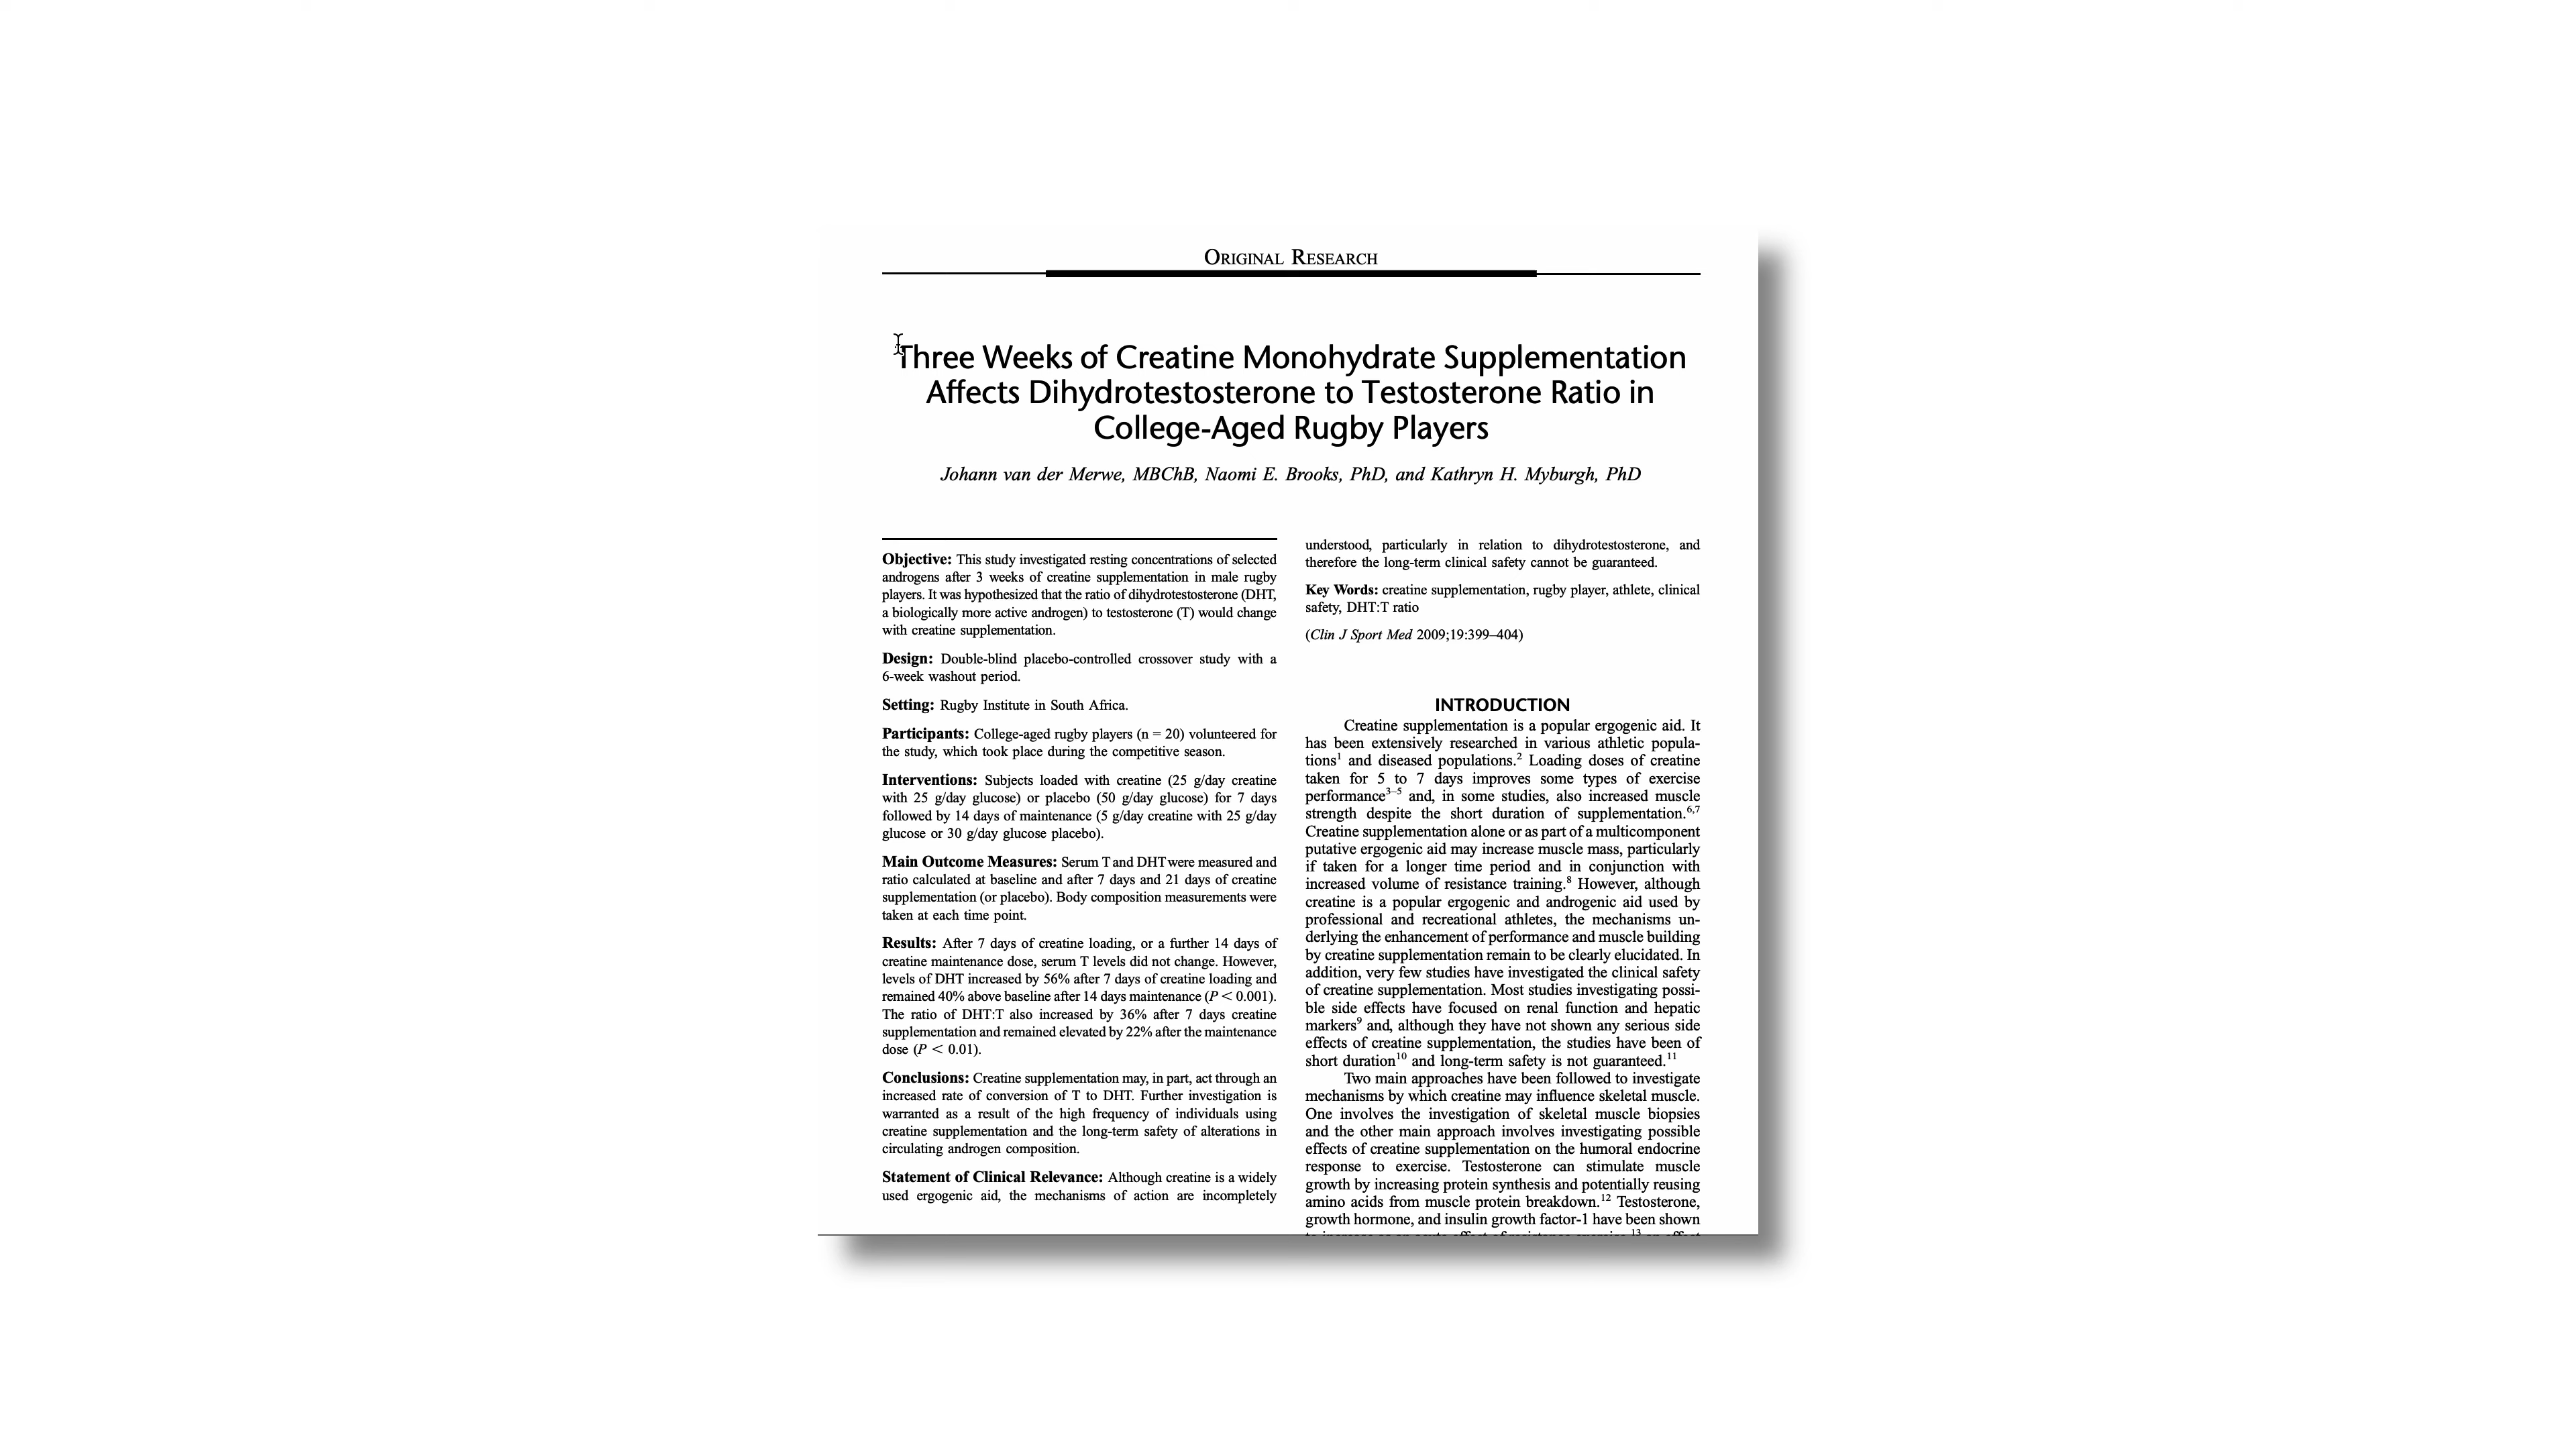 ORIGINAL RESEARCH
Three Weeks of Creatine Monohydrate Supplementation
Affects Dihydrotestosterone to Testosterone Ratio in
College-Aged Rugby Players
Johann van der Merwe, MBChB, Naomi E. Brooks, PhD, and Kathryn H. Myburgh, PhD
Objective: This study investigated resting concentrations of selected
androgens after 3 weeks of creatine supplementation in male rugby
players. It was hypothesized that the ratio of dihydrotestosterone (DHT,
a biologically more active androgen) to testosterone (T) would change
with creatine supplementation.
Design: Double-blind placebo-controlled crossover study with a
6-week washout period.
Setting: Rugby Institute in South Africa.
Participants: College-aged rugby players (n = 20) volunteered for
the study, which took place during the competitive season.
Interventions: Subjects loaded with creatine (25 g/day creatine
with 25 g/day glucose) or placebo (50 g/day glucose) for 7 days
followed by 14 days of maintenance (5 g/day creatine with 25 g/day
glucose or 30 g/day glucose placebo).
Main Outcome Measures: Serum T and DHT were measured and
ratio calculated at baseline and after 7 days and 21 days of creatine
supplementation (or placebo). Body composition measurements were
taken at each time point.
Results: After 7 days of creatine loading, or a further 14 days of
creatine maintenance dose, serum T levels did not change. However,
levels of DHT increased by 56% after 7 days of creatine loading and
remained 40% above baseline after 14 days maintenance (P < 0.001).
The ratio of DHT:T also increased by 36% after 7 days creatine
supplementation and remained elevated by 22% after the maintenance
dose (P < 0.01).
Conclusions: Creatine supplementation may, in part, act through an
increased rate of conversion of T to DHT. Further investigation is
warranted as a result of the high frequency of individuals using
creatine supplementation and the long-term safety of alterations in
circulating androgen composition.
Statement of Clinical Relevance: Although creatine is a widely
used ergogenic aid, the mechanisms of action are incompletely
understood, particularly in relation to dihydrotestosterone, and
therefore the long-term clinical safety cannot be guaranteed.
Key Words: creatine supplementation, rugby player, athlete, clinical
safety, DHT:T ratio
(Clin J Sport Med 2009;19:399–404)
INTRODUCTION
Creatine supplementation is a popular ergogenic aid. It
has been extensively researched in various athletic popula-
tions1 and diseased populations.2 Loading doses of creatine
taken for 5 to 7 days improves some types of exercise
performance3–5 and, in some studies, also increased muscle
strength despite the short duration of supplementation.6,7
Creatine supplementation alone or as part of a multicomponent
putative ergogenic aid may increase muscle mass, particularly
if taken for a longer time period and in conjunction with
increased volume of resistance training.8 However, although
creatine is a popular ergogenic and androgenic aid used by
professional and recreational athletes, the mechanisms un-
derlying the enhancement of performance and muscle building
by creatine supplementation remain to be clearly elucidated. In
addition, very few studies have investigated the clinical safety
of creatine supplementation. Most studies investigating possi-
ble side effects have focused on renal function and hepatic
markers9 and, although they have not shown any serious side
effects of creatine supplementation, the studies have been of
short duration10 and long-term safety is not guaranteed.11
Two main approaches have been followed to investigate
mechanisms by which creatine may influence skeletal muscle.
One involves the investigation of skeletal muscle biopsies
and the other main approach involves investigating possible
effects of creatine supplementation on the humoral endocrine
response to exercise. Testosterone can stimulate muscle
growth by increasing protein synthesis and potentially reusing
amino acids from muscle protein breakdown.12 Testosterone,
growth hormone, and insulin growth factor-1 have been shown